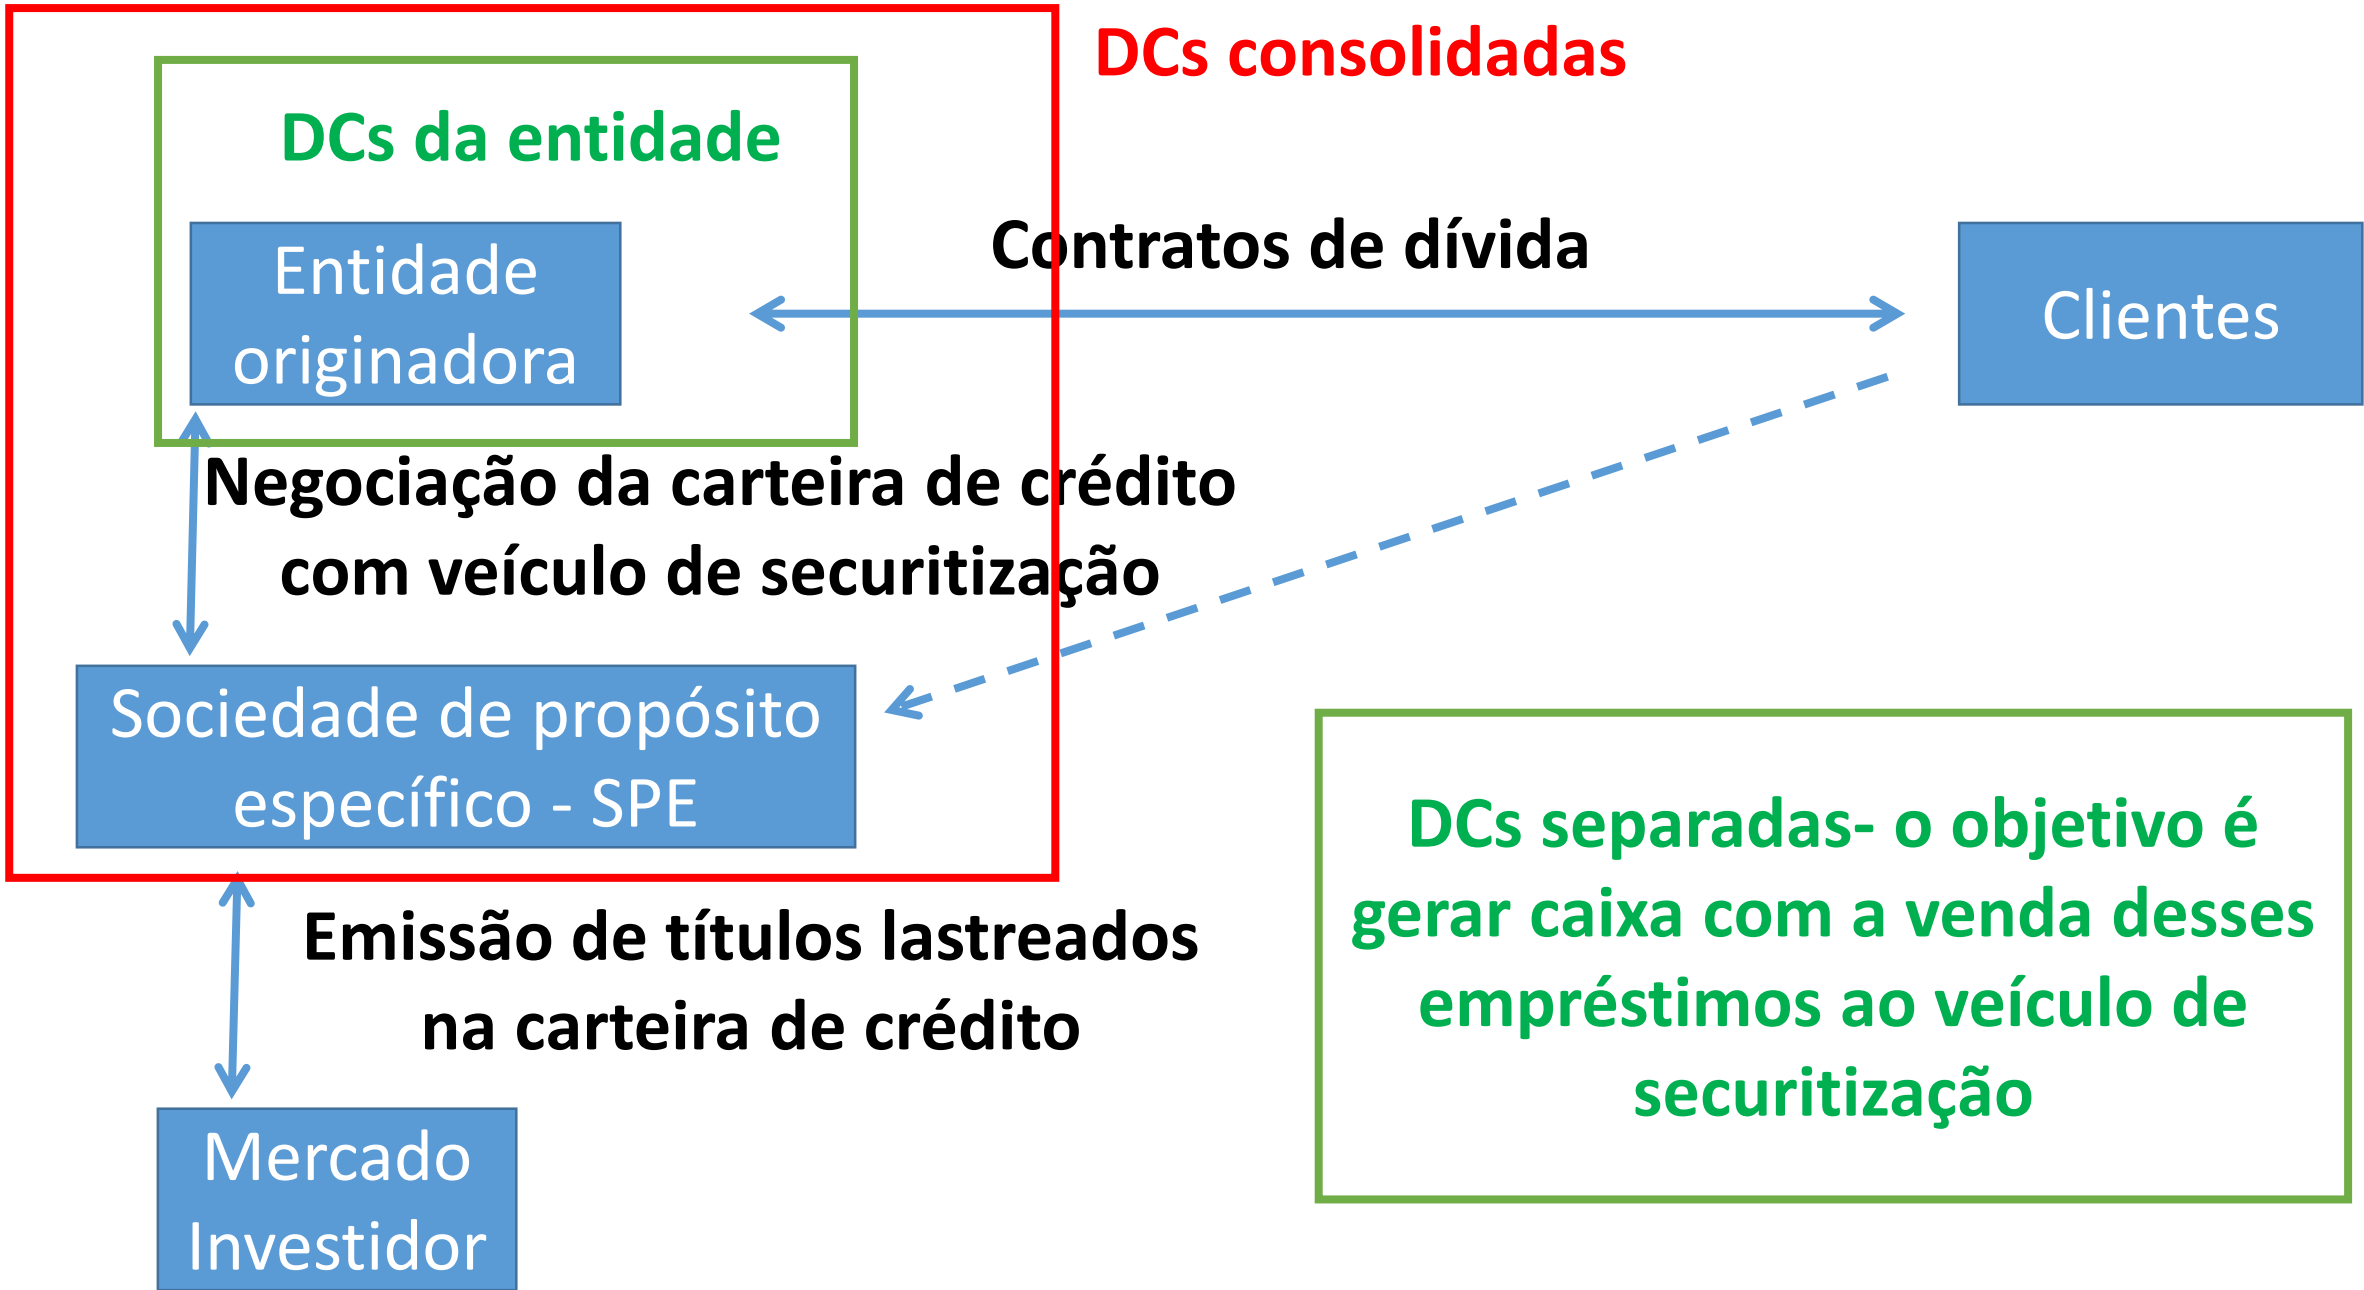 DCs consolidadas
DCs da entidade
Entidade
originadora
Contratos de dívida
Clientes
Negociação da carteira de crédito
com veículo de securitização
Sociedade de propósito
específico - SPE
DCs separadas- o objetivo é
gerar caixa com a venda desses
empréstimos ao veículo de
securitização
Emissão de títulos lastreados
na carteira de crédito
Mercado
Investidor